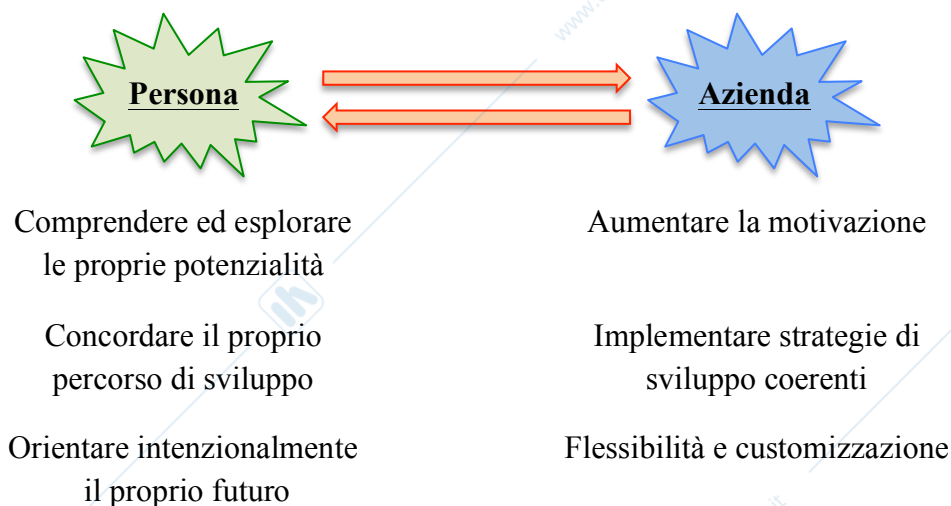 Persona
Azienda
Comprendere ed esplorare
le proprie potenzialità
Aumentare la motivazione
Concordare il proprio
percorso di sviluppo
Implementare strategie di
sviluppo coerenti
Orientare intenzionalmente
il proprio futuro
Flessibilità e customizzazione